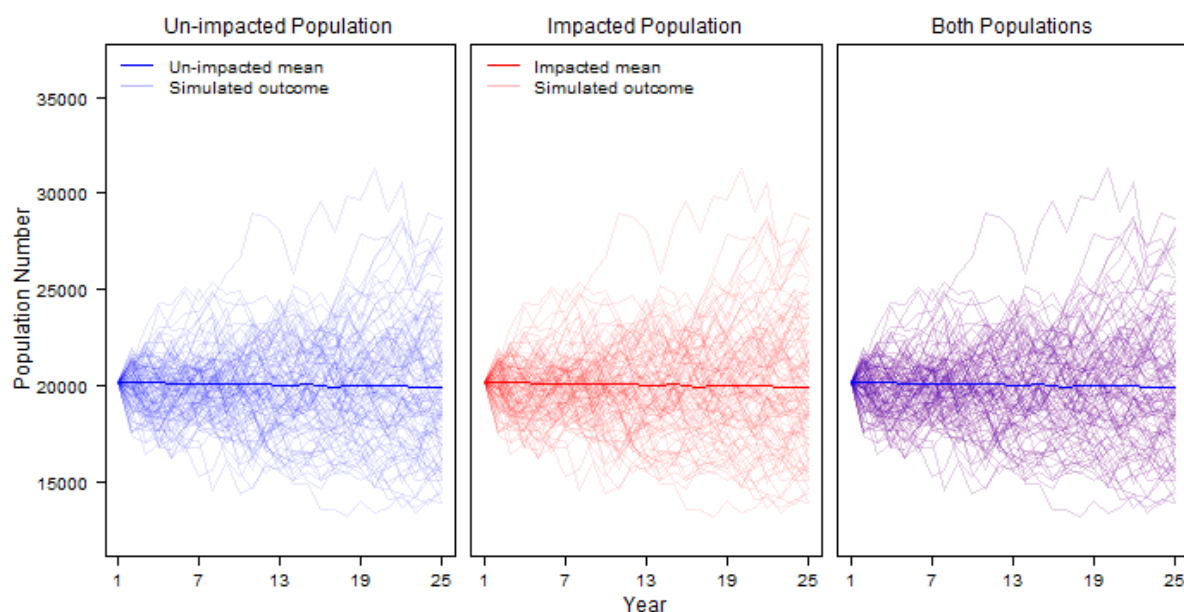 Un-impacted Population
Impacted Population
Both Populations
Un-impacted mean
Simulated outcome
Impacted mean
Simulated outcome
Population Number
35000
30000
25000
20000
15000
1 7 13 19 25
1 7 13 19 25
1 7 13 19 25
Year